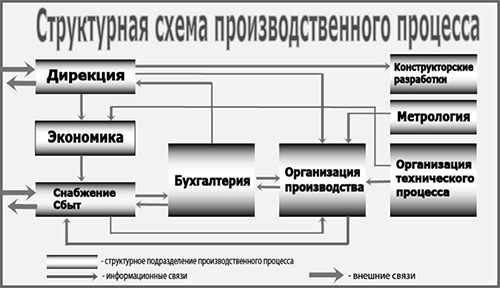 Структурная схема производственного процесса
Дирекция
Конструкторские
разработки
Метрология
Экономика
Бухгалтерия
Организация
производства
Организация
технического
процесса
Снабжение
Сбыт
- структурное подразделение производственного процесса
- информационные связи
- внешние связи